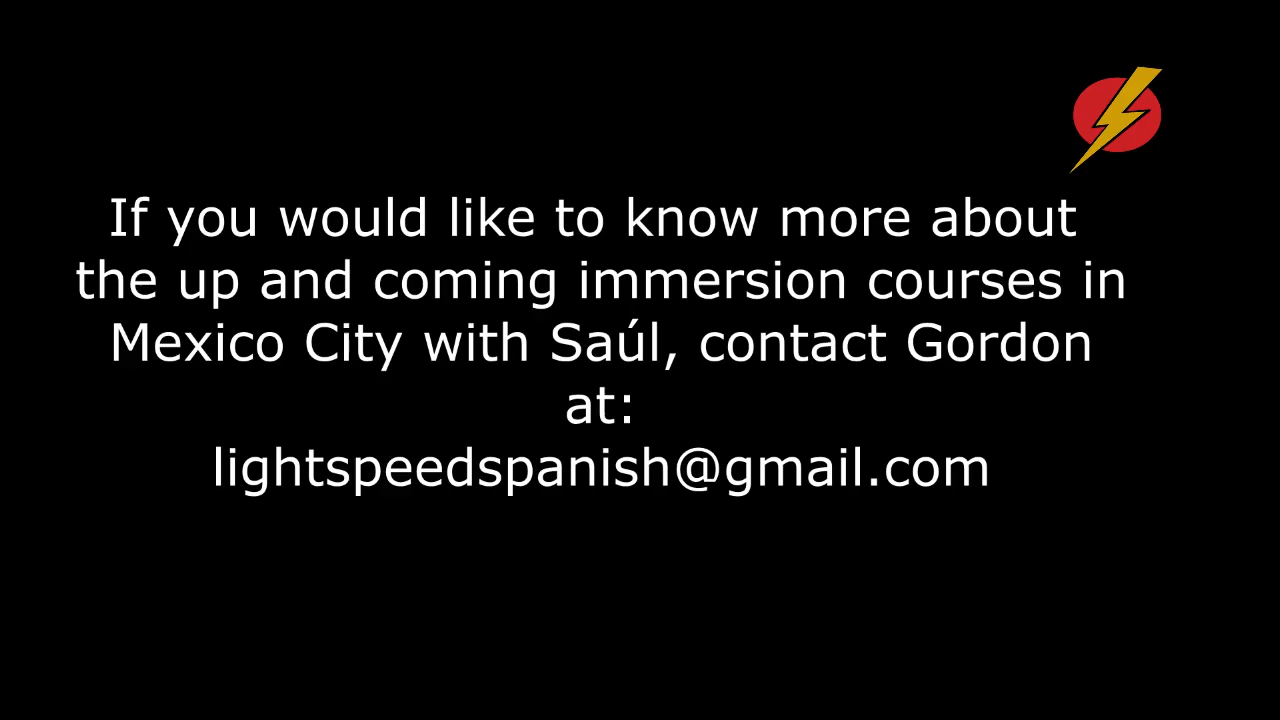 If you would like to know more about
the up and coming immersion courses in
Mexico City with Saúl, contact Gordon
at:
lightspeedspanish@gmail.com